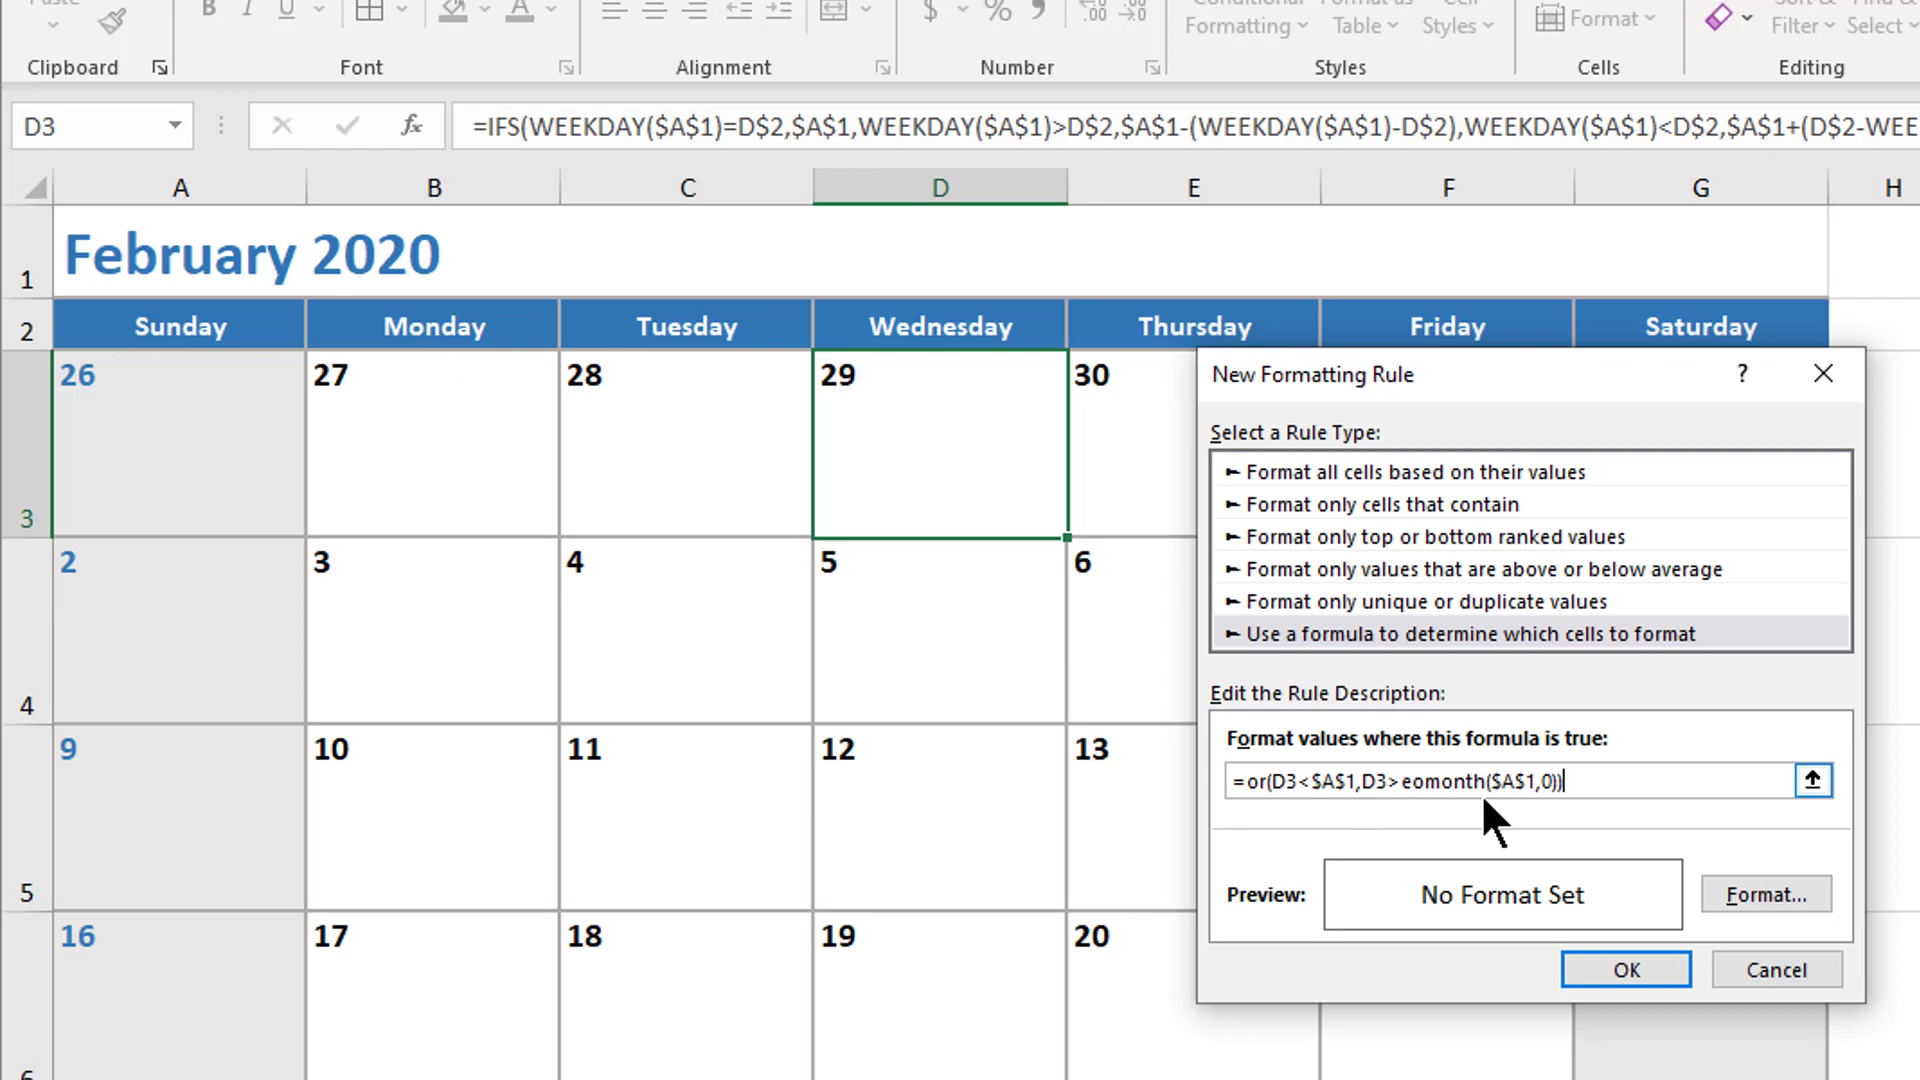 B I U $ % 9
Formatting Table Styles Format Filter Select
Clipboard Font Alignment Number Styles Cells Editing
D3 fx =IFS(WEEKDAY($A$1)=D$2,$A$1,WEEKDAY($A$1)>D$2,$A$1-(WEEKDAY($A$1)-D$2),WEEKDAY($A$1)<D$2,$A$1+(D$2-WEE
A B C D E F G H
1 February 2020
2 Sunday Monday Tuesday Wednesday Thursday Friday Saturday
3 26 27 28 29 30
4 2 3 4 5 6
5 9 10 11 12 13
16 17 18 19 20
New Formatting Rule ?
Select a Rule Type:
► Format all cells based on their values
► Format only cells that contain
► Format only top or bottom ranked values
► Format only values that are above or below average
► Format only unique or duplicate values
► Use a formula to determine which cells to format
Edit the Rule Description:
Format values where this formula is true:
=or(D3<$A$1,D3>eomonth($A$1,0))
Preview: No Format Set Format...
OK Cancel